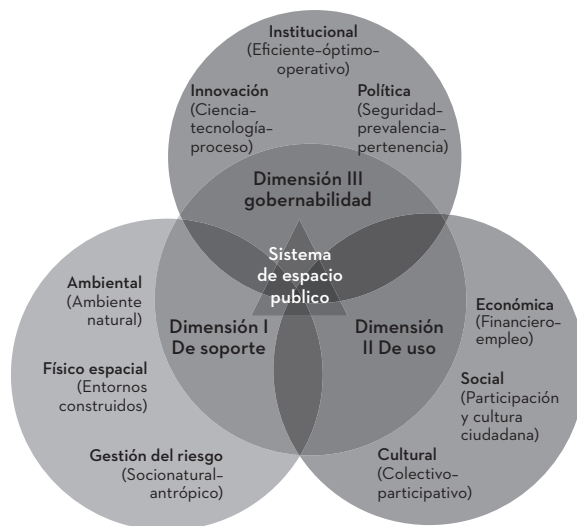 Institucional
(Eficiente–óptimo–
operativo)
Innovación
(Ciencia–
tecnología–
proceso)
Política
(Seguridad–
prevalencia–
pertenencia)
Dimensión III
gobernabilidad
Sistema
de espacio
publico
Ambiental
(Ambiente
natural)
Físico espacial
(Entornos
construidos)
Gestión del riesgo
(Socionatural–
antrópico)
Dimensión I
De soporte
Dimensión
II De uso
Económica
(Financiero–
empleo)
Social
(Participación
y cultura
ciudadana)
Cultural
(Colectivo–
participativo)